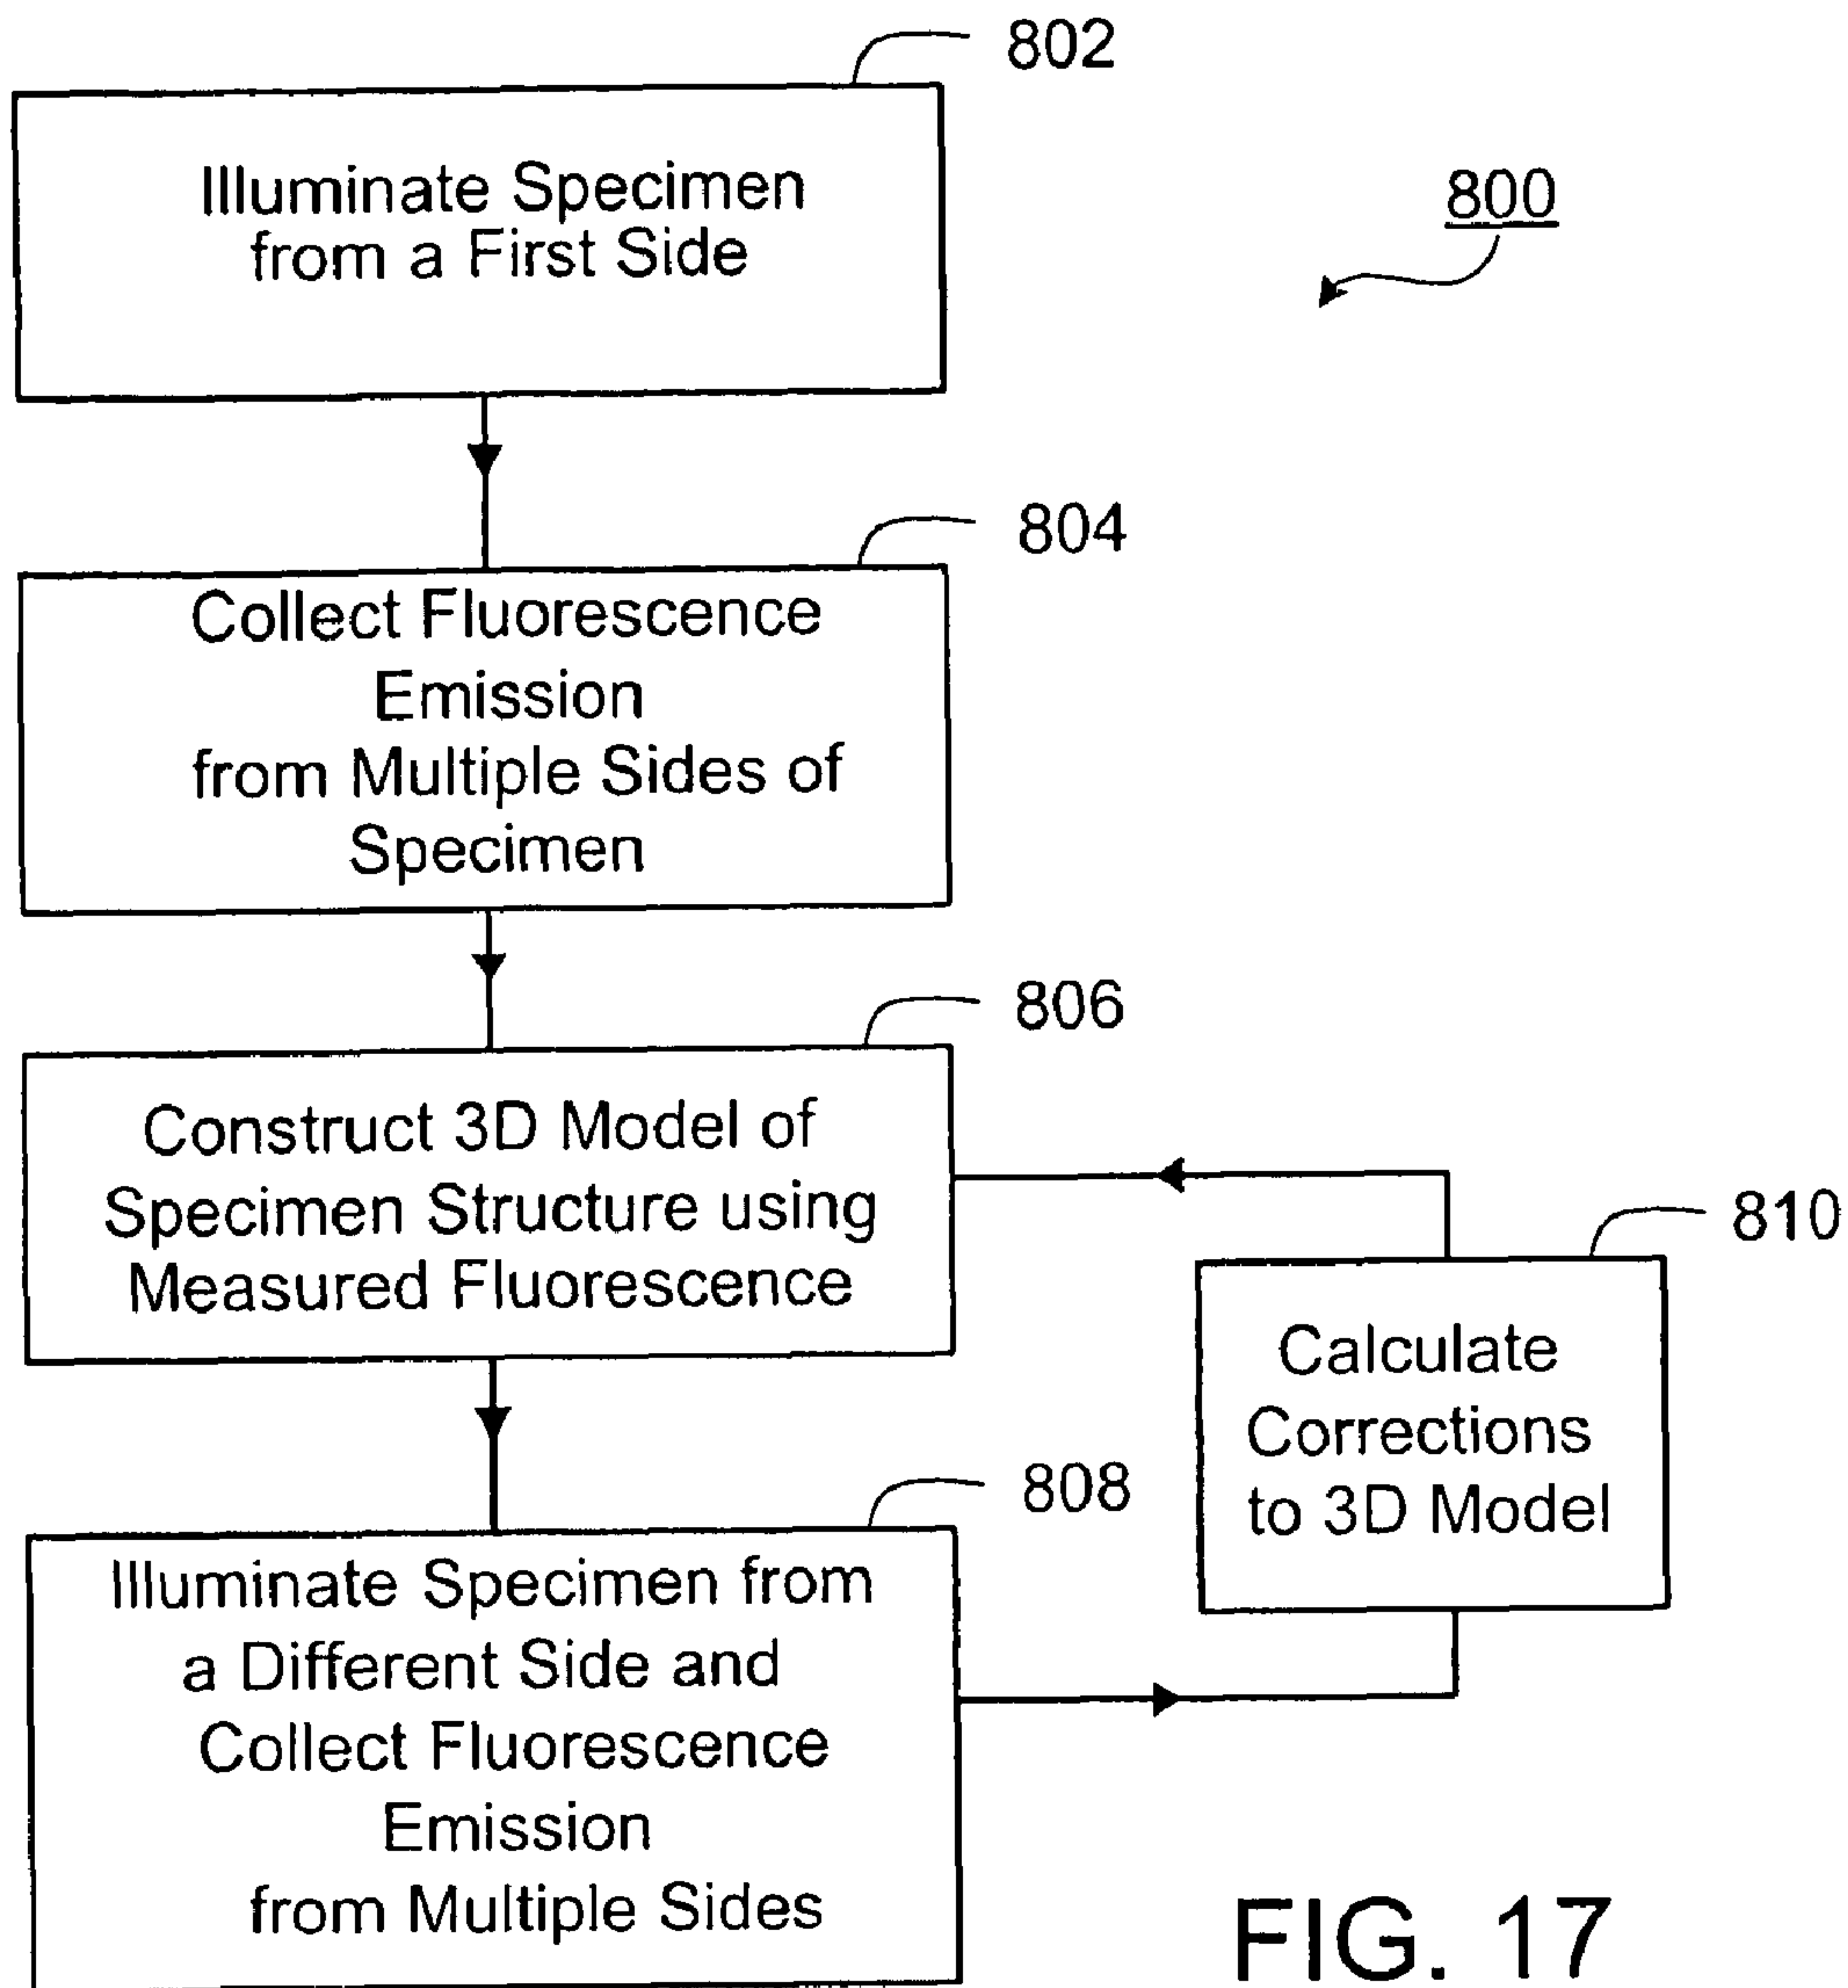 802
Illuminate Specimen
from a First Side
800
804
Collect Fluorescence
Emission
from Multiple Sides of
Specimen
806
Construct 3D Model of
Specimen Structure using
Measured Fluorescence
810
Calculate
Corrections
to 3D Model
808
Illuminate Specimen from
a Different Side and
Collect Fluorescence
Emission
from Multiple Sides
FIG. 17